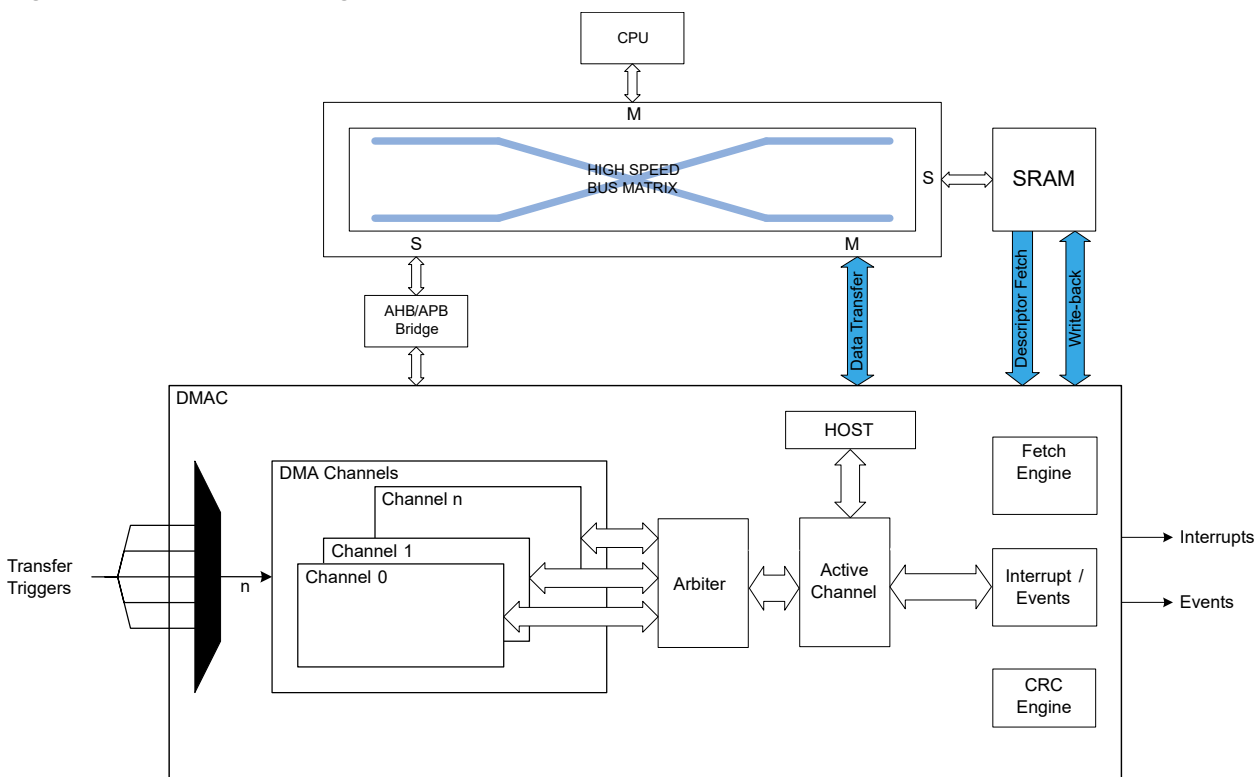 CPU
M
HIGH SPEED
BUS MATRIX
S
SRAM
S
M
AHB/APB
Bridge
Data Transfer
Descriptor Fetch
Write-back
DMAC
HOST
Fetch
Engine
DMA Channels
Channel n
Channel 1
Channel 0
Transfer
Triggers
n
Arbiter
Active
Channel
Interrupt /
Events
Interrupts
Events
CRC
Engine